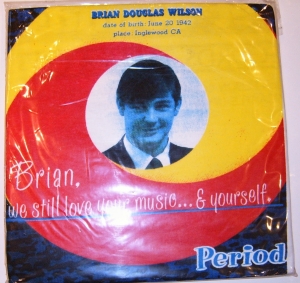 BRIAN DOUGLAS WILSON
date of birth: June 20 1942
place: Inglewood CA
Brian,
we still love your music...& yourself.
Period